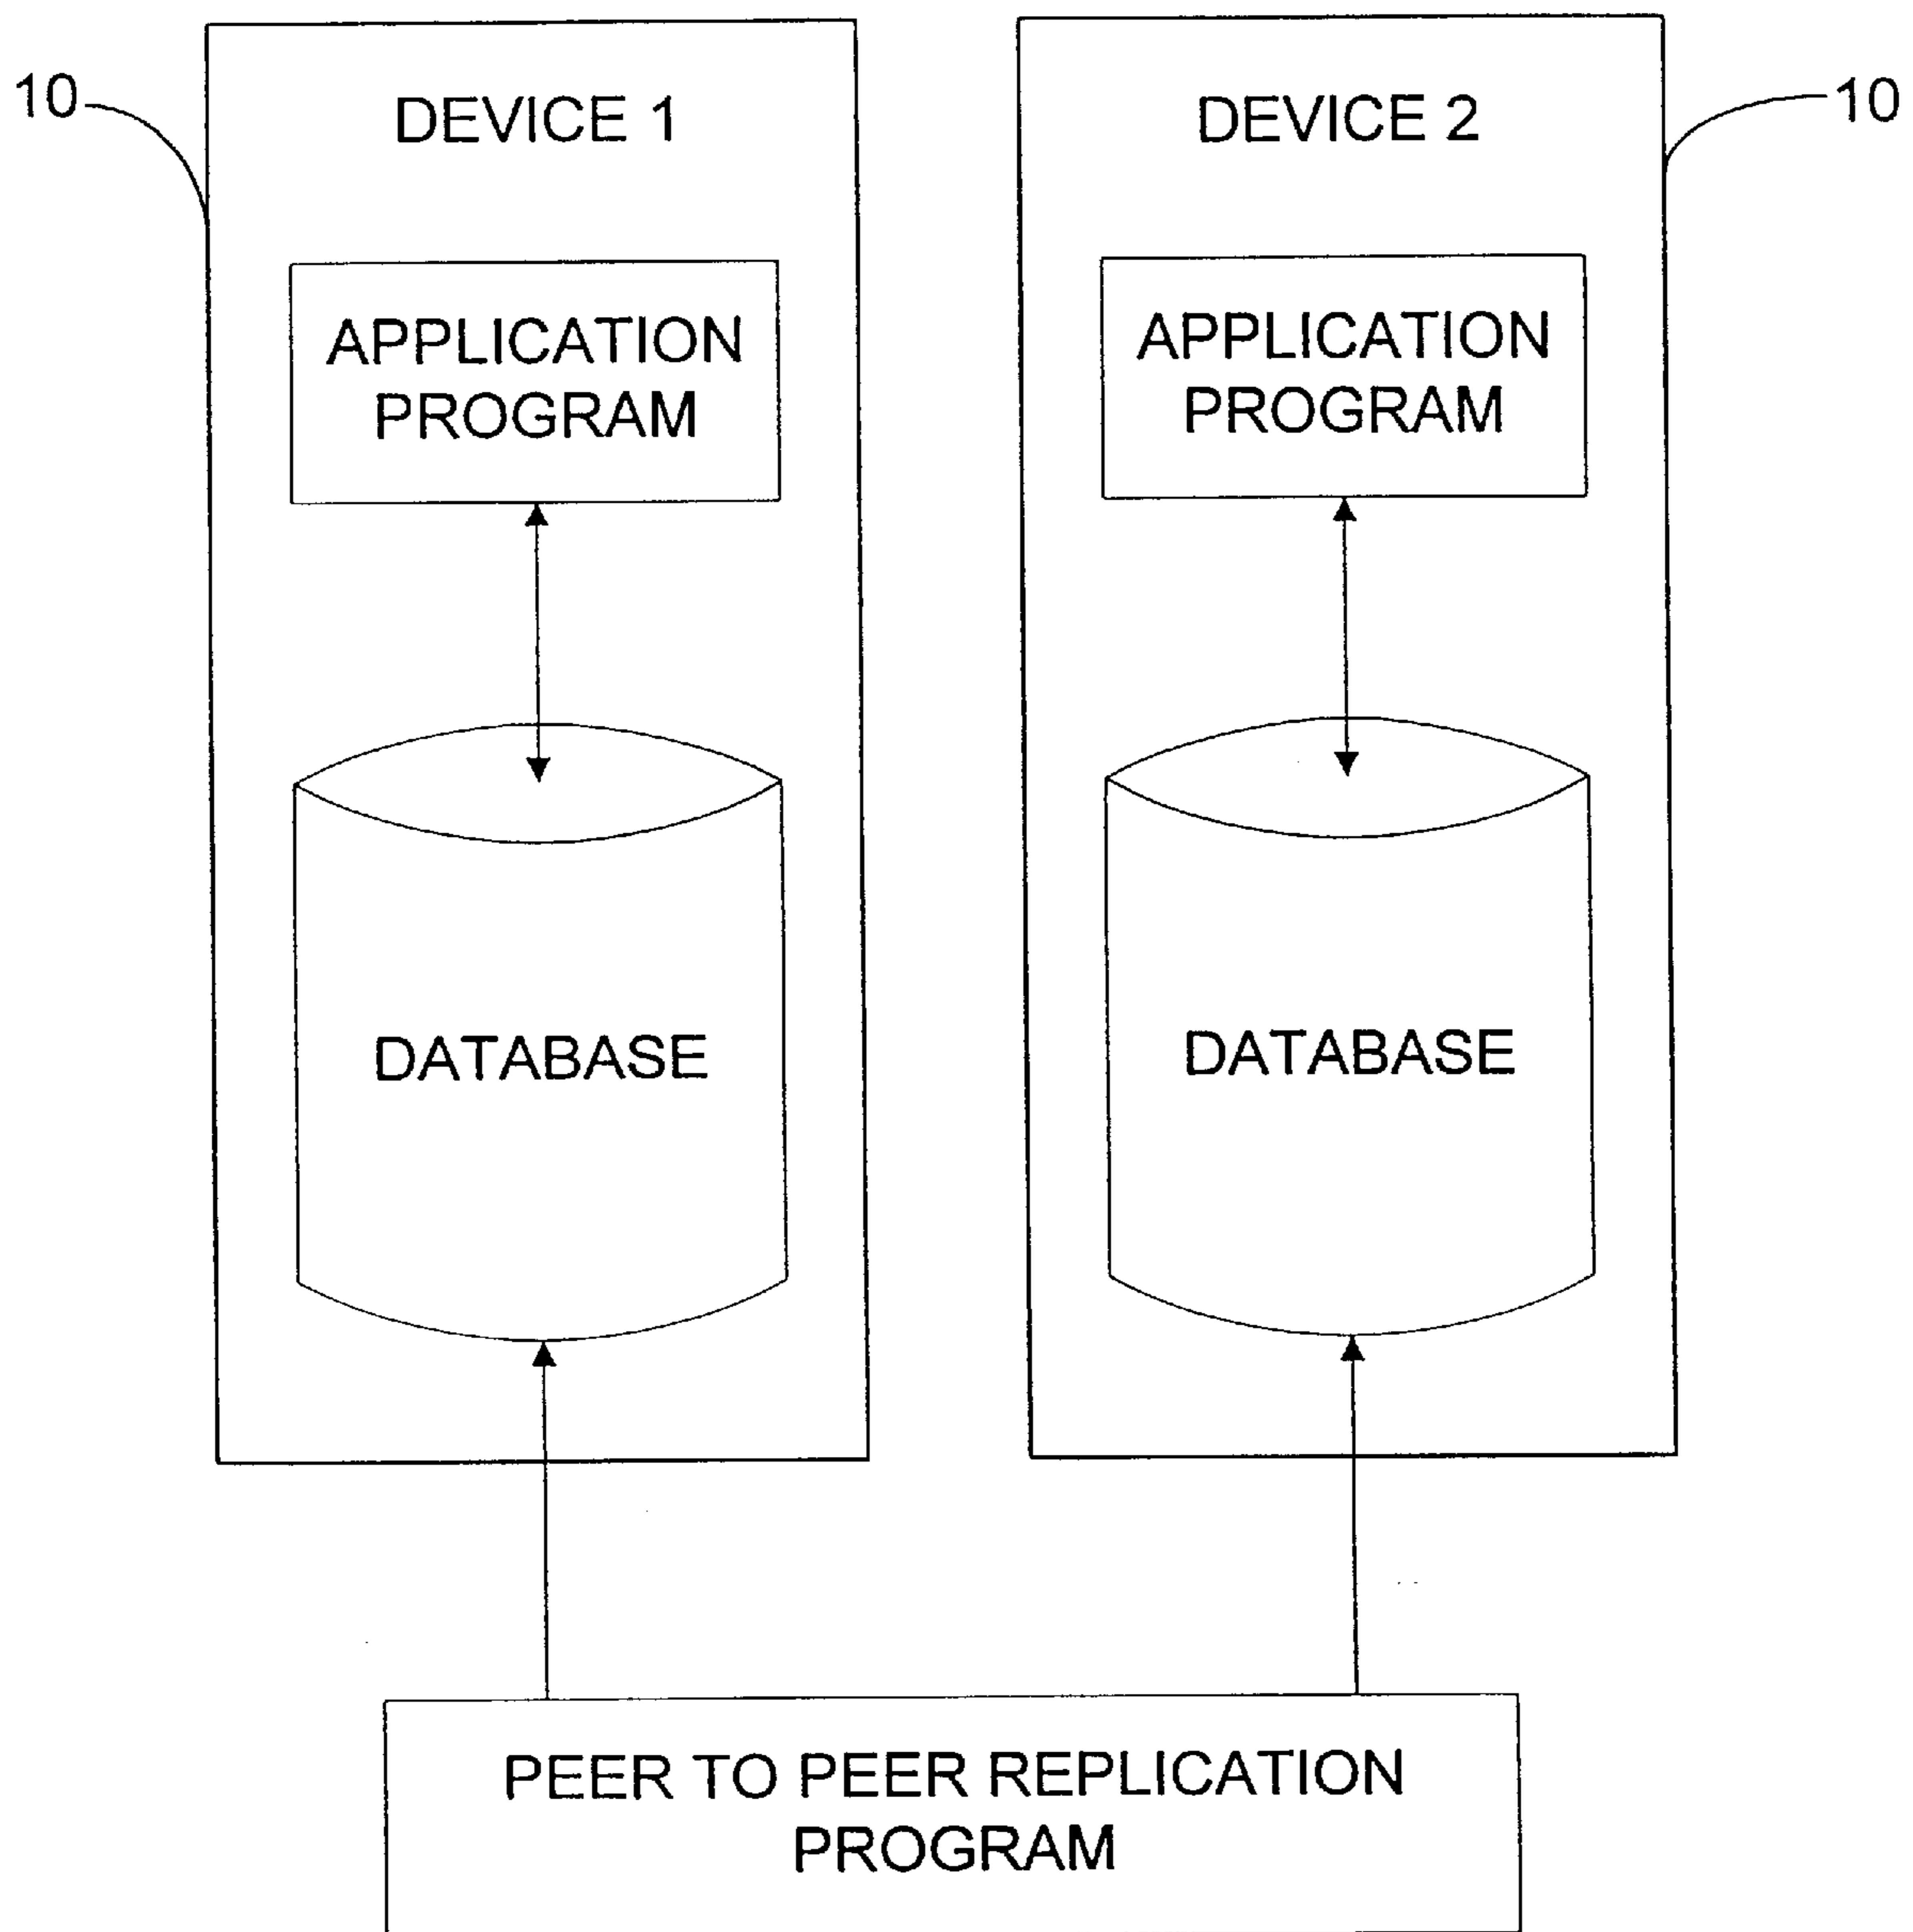 10
DEVICE 1
DEVICE 2
10
APPLICATION
PROGRAM
APPLICATION
PROGRAM
DATABASE
DATABASE
PEER TO PEER REPLICATION
PROGRAM